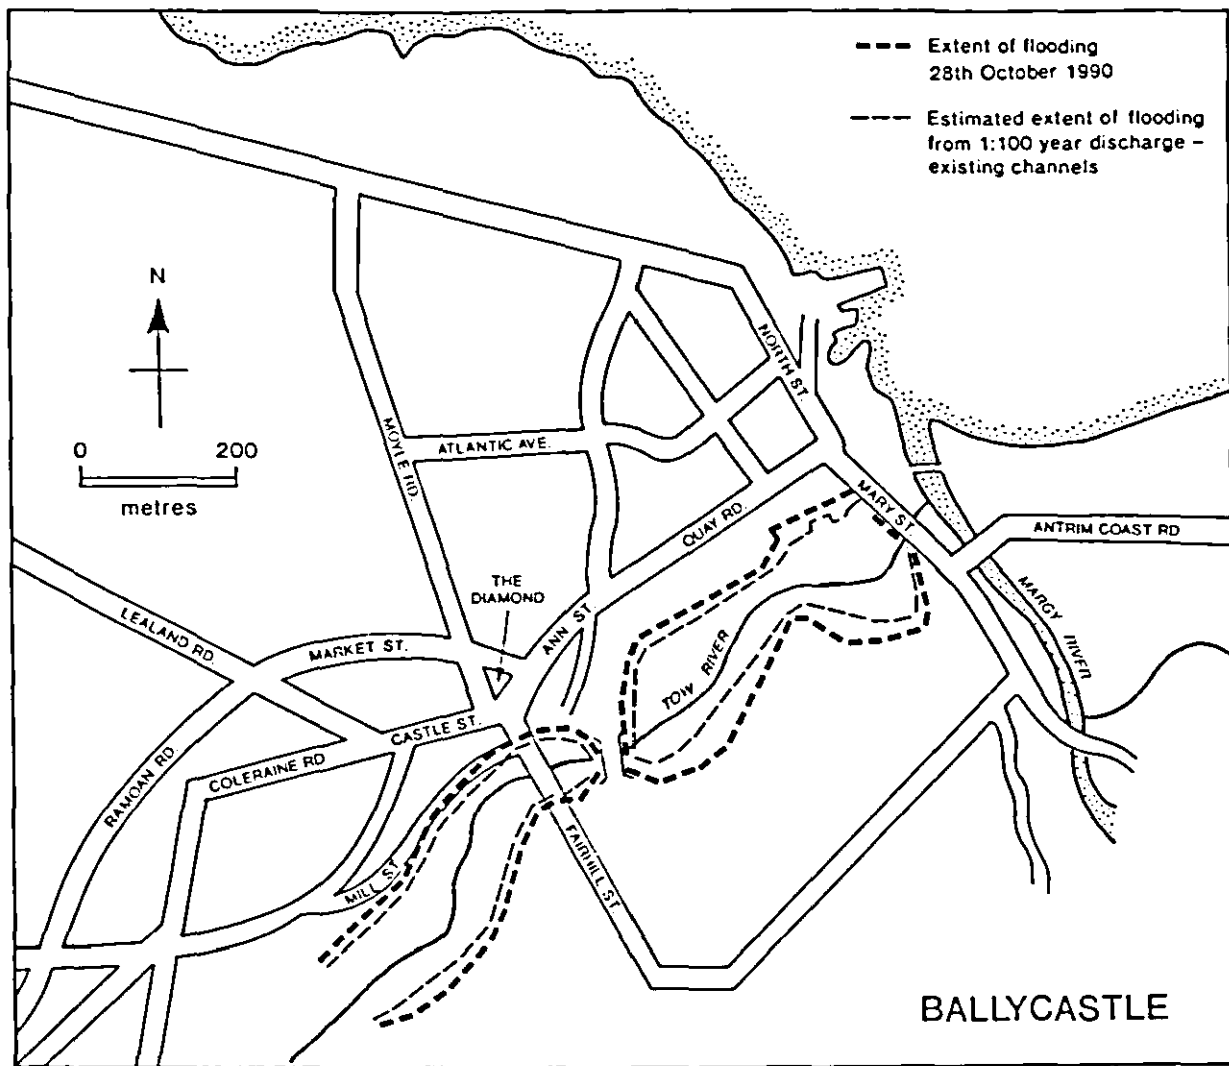 Extent of flooding
28th October 1990
Estimated extent of flooding
from 1:100 year discharge –
existing channels
N
0 200
metres
NORTH ST.
MOYLE RD.
ATLANTIC AVE.
QUAY RD.
MARY ST.
ANTRIM COAST RD
THE
DIAMOND
ANN ST.
LEALAND RD.
MARKET ST.
TOW RIVER
MARGY RIVER
CASTLE ST.
COLERAINE RD
RAMOAN RD.
MILL ST.
FAIRHILL ST.
BALLYCASTLE